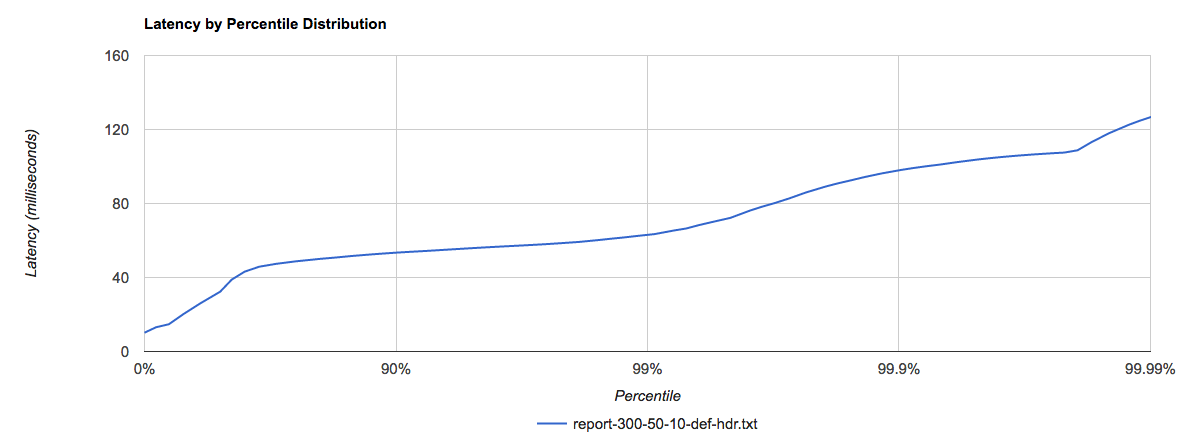 Latency by Percentile Distribution
160
120
80
40
0
Latency (milliseconds)
0% 90% 99% 99.9% 99.99%
Percentile
report-300-50-10-def-hdr.txt